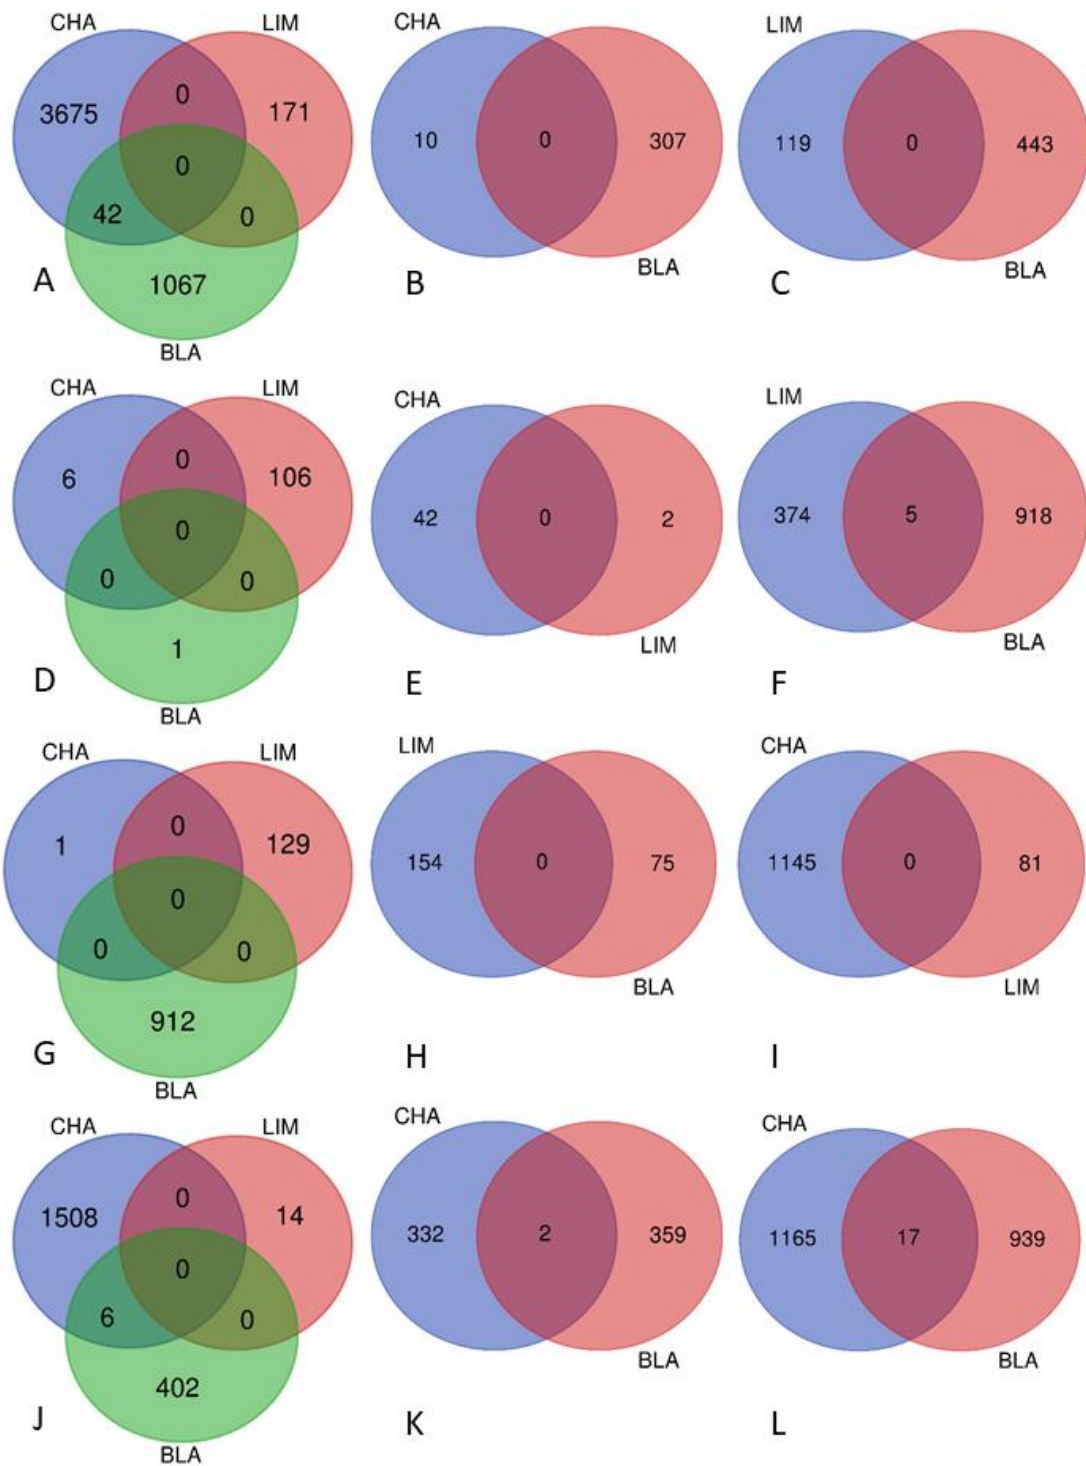 CHA LIM
3675 0 171
0
42 0
1067
A BLA
CHA
10 0 307
BLA
B
LIM
119 0 443
BLA
C
CHA LIM
6 0 106
0
0 0
1
D BLA
CHA
42 0 2
LIM
E
LIM
374 5 918
BLA
F
CHA LIM
1 0 129
0
0 0
912
G BLA
LIM
154 0 75
BLA
H
CHA
1145 0 81
LIM
I
CHA LIM
1508 0 14
0
6 0
402
J BLA
CHA
332 2 359
BLA
K
CHA
1165 17 939
BLA
L